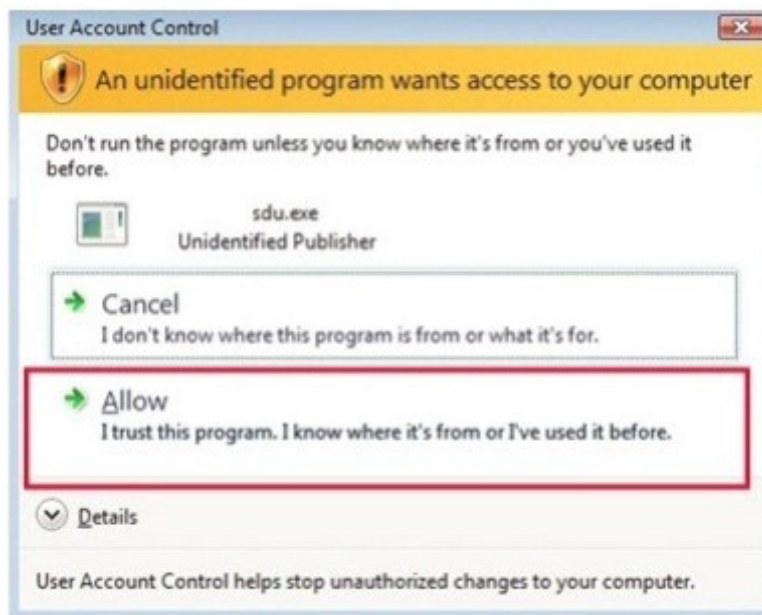 User Account Control
An unidentified program wants access to your computer
Don't run the program unless you know where it's from or you've used it
before.
sdu.exe
Unidentified Publisher
Cancel
I don't know where this program is from or what it's for.
Allow
I trust this program. I know where it's from or I've used it before.
Details
User Account Control helps stop unauthorized changes to your computer.